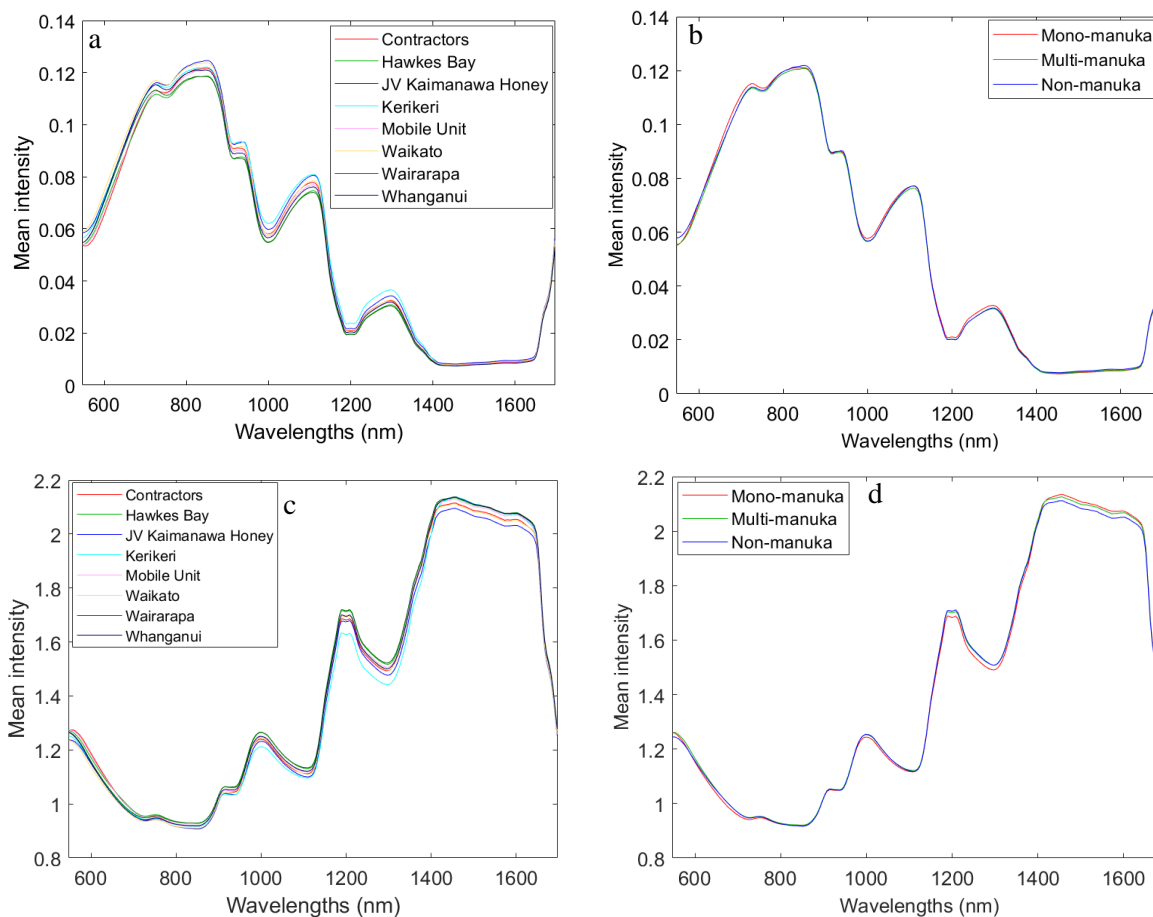 a
Contractors
Hawkes Bay
JV Kaimanawa Honey
Kerikeri
Mobile Unit
Waikato
Wairarapa
Whanganui
0.14
0.12
0.1
0.08
0.06
0.04
0.02
0
Mean intensity
600 800 1000 1200 1400 1600
Wavelengths (nm)
b
Mono-manuka
Multi-manuka
Non-manuka
0.14
0.12
0.1
0.08
0.06
0.04
0.02
0
Mean intensity
600 800 1000 1200 1400 1600
Wavelengths (nm)
c
Contractors
Hawkes Bay
JV Kaimanawa Honey
Kerikeri
Mobile Unit
Waikato
Wairarapa
Whanganui
2.2
2
1.8
1.6
1.4
1.2
1
0.8
Mean intensity
600 800 1000 1200 1400 1600
Wavelengths (nm)
d
Mono-manuka
Multi-manuka
Non-manuka
2.2
2
1.8
1.6
1.4
1.2
1
0.8
Mean intensity
600 800 1000 1200 1400 1600
Wavelengths (nm)